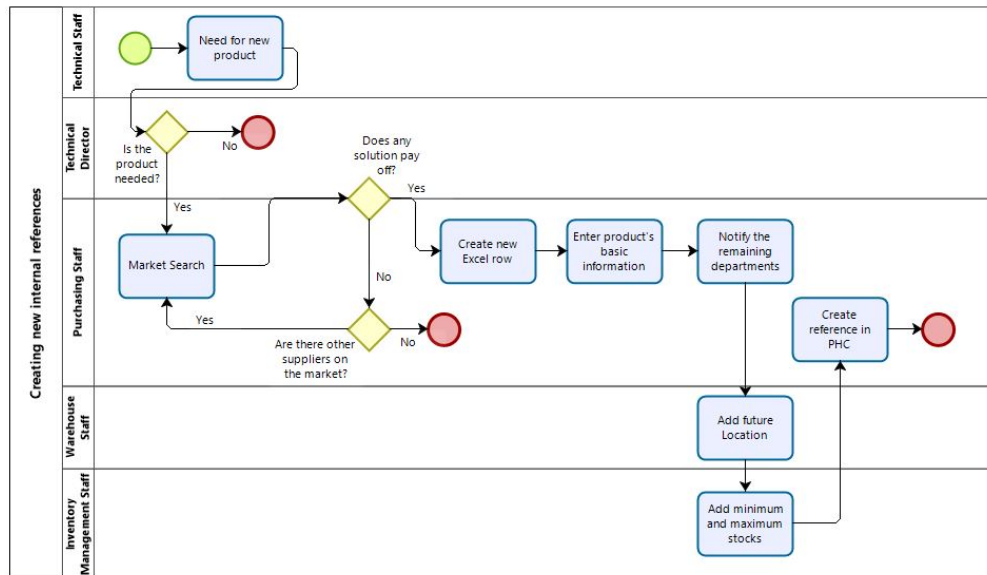 Creating new internal references
Technical Staff
Need for new
product
Technical
Director
Is the
product
needed?
No
Yes
Does any
solution pay
off?
Yes
No
Purchasing Staff
Market Search
Create new
Excel row
Enter product's
basic
information
Notify the
remaining
departments
Yes
Are there other
suppliers on
the market?
No
Create
reference in
PHC
Warehouse
Staff
Add future
Location
Inventory
Management Staff
Add minimum
and maximum
stocks